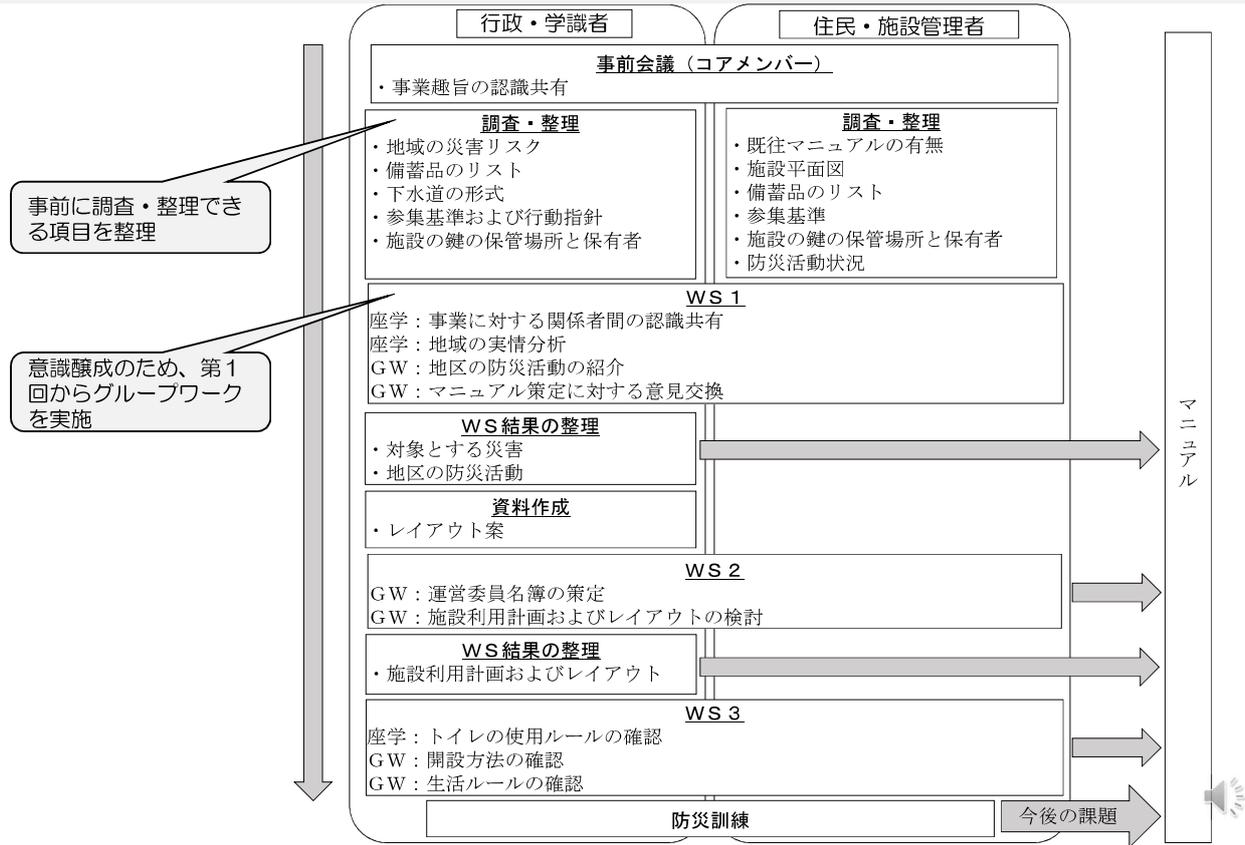 行政・学識者
住民・施設管理者
事前会議（コアメンバー）
・事業趣旨の認識共有
調査・整理
・地域の災害リスク
・備蓄品のリスト
・下水道の形式
・参集基準および行動指針
・施設の鍵の保管場所と保有者
調査・整理
・既往マニュアルの有無
・施設平面図
・備蓄品のリスト
・参集基準
・施設の鍵の保管場所と保有者
・防災活動状況
事前に調査・整理でき
る項目を整理
ＷＳ１
座学：事業に対する関係者間の認識共有
座学：地域の実情分析
ＧＷ：地区の防災活動の紹介
ＧＷ：マニュアル策定に対する意見交換
意識醸成のため、第１
回からグループワーク
を実施
ＷＳ結果の整理
・対象とする災害
・地区の防災活動
資料作成
・レイアウト案
ＷＳ２
ＧＷ：運営委員名簿の策定
ＧＷ：施設利用計画およびレイアウトの検討
ＷＳ結果の整理
・施設利用計画およびレイアウト
ＷＳ３
座学：トイレの使用ルールの確認
ＧＷ：開設方法の確認
ＧＷ：生活ルールの確認
防災訓練
今後の課題
マニュアル